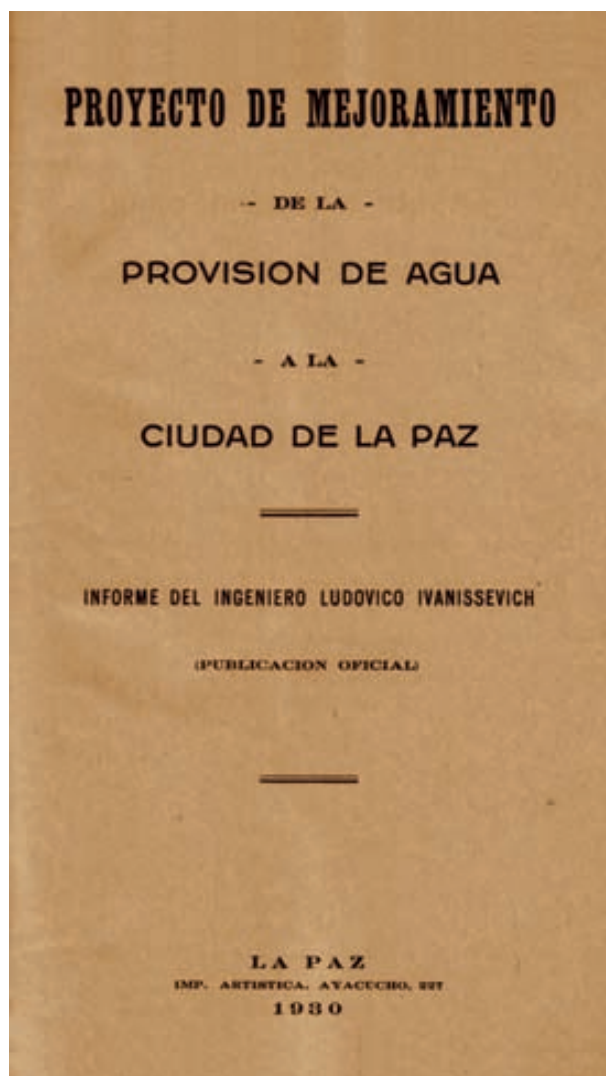 PROYECTO DE MEJORAMIENTO
- DE LA -
PROVISION DE AGUA
- A LA -
CIUDAD DE LA PAZ
INFORME DEL INGENIERO LUDOVICO IVANISSEVICH
(PUBLICACION OFICIAL)
LA PAZ
IMP. ARTISTICA. AYACUCHO, 227
1930